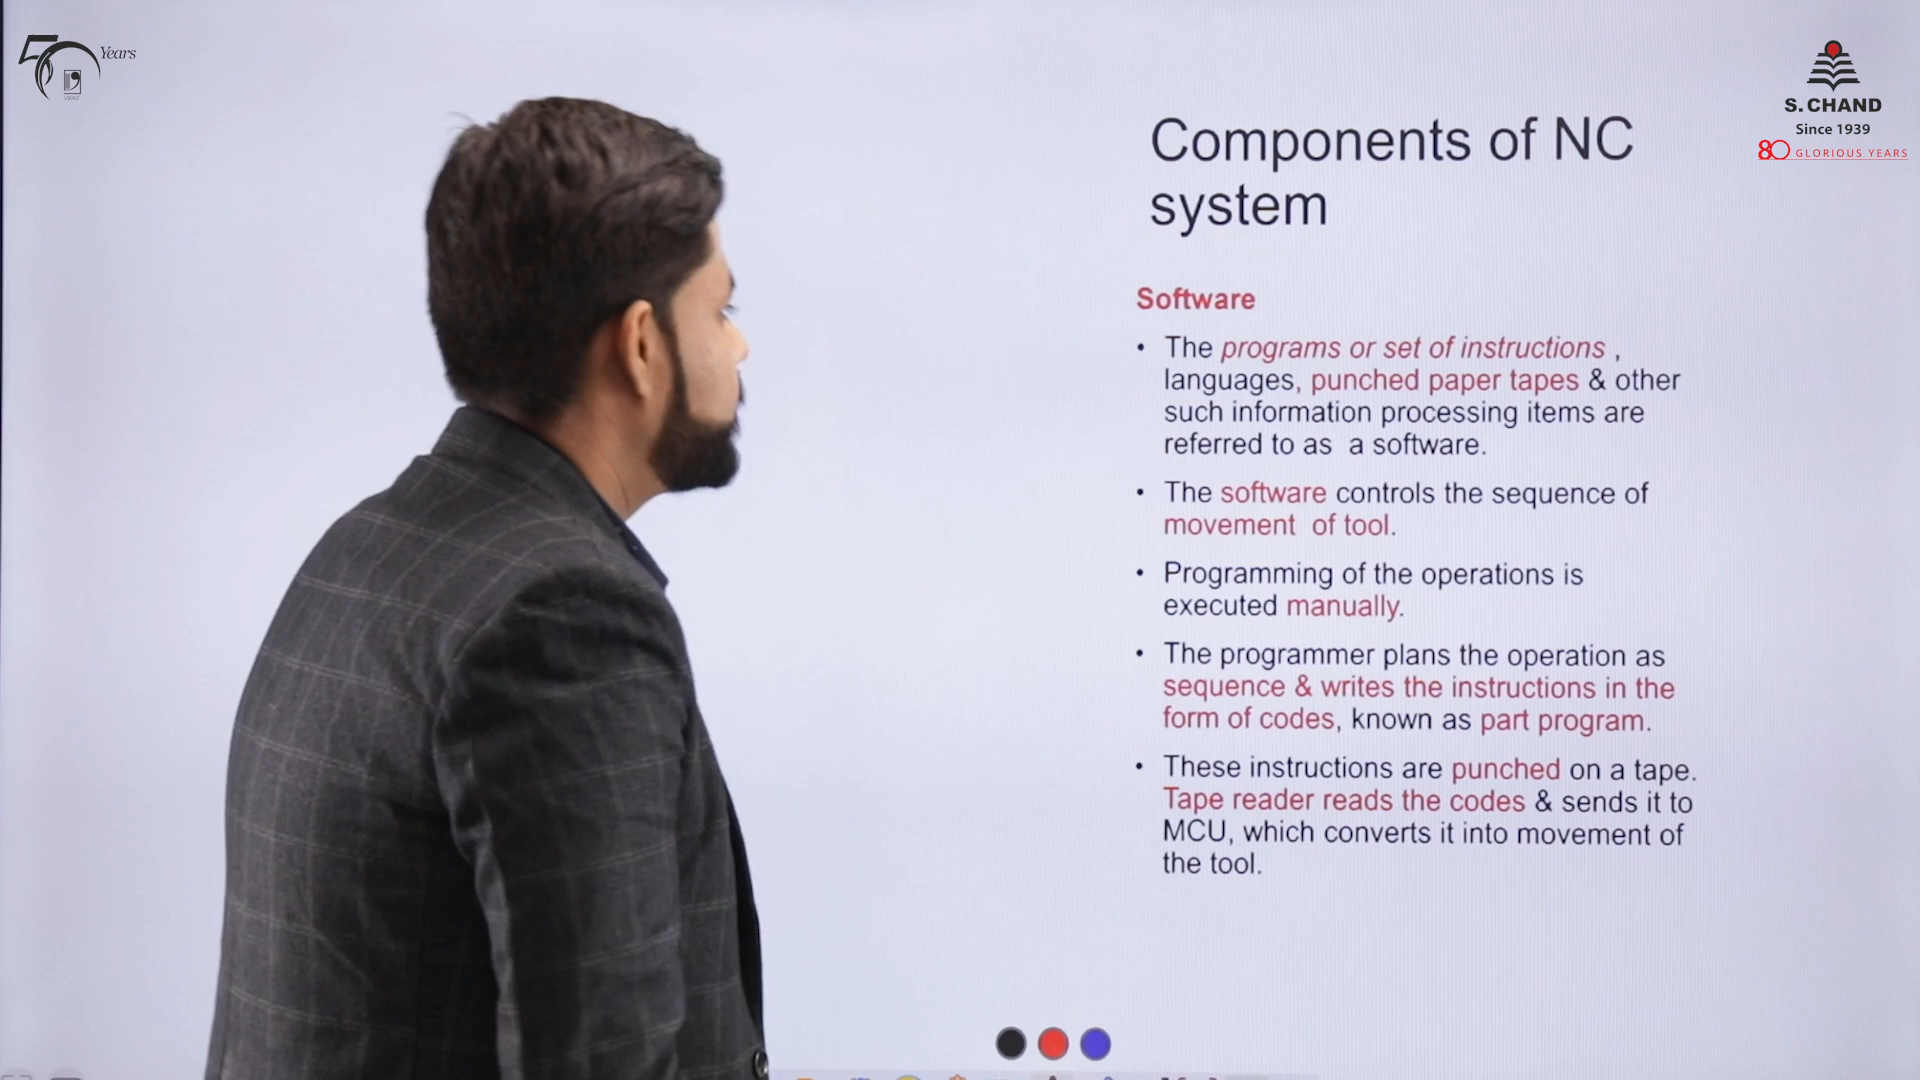 50 Years
VIKAS
S. CHAND
Since 1939
80 GLORIOUS YEARS
Components of NC
system
Software
• The programs or set of instructions ,
languages, punched paper tapes & other
such information processing items are
referred to as a software.
• The software controls the sequence of
movement of tool.
• Programming of the operations is
executed manually.
• The programmer plans the operation as
sequence & writes the instructions in the
form of codes, known as part program.
• These instructions are punched on a tape.
Tape reader reads the codes & sends it to
MCU, which converts it into movement of
the tool.